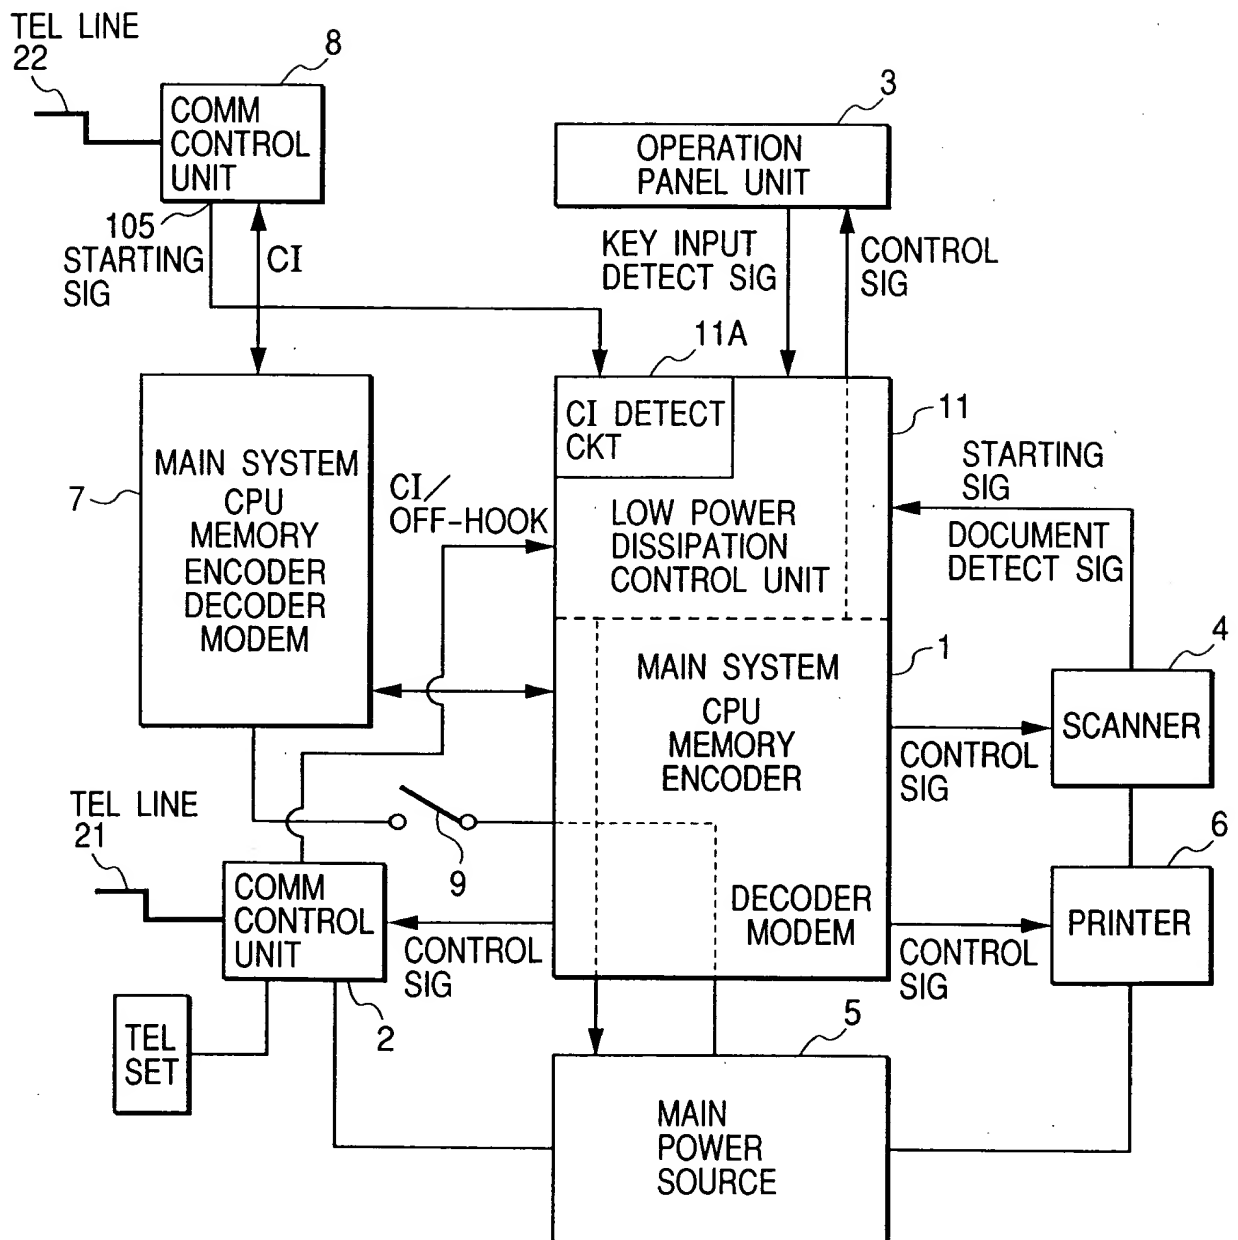 TEL LINE
22
8
COMM
CONTROL
UNIT
3
OPERATION
PANEL UNIT
105
STARTING
SIG
CI
KEY INPUT
DETECT SIG
CONTROL
SIG
11A
CI DETECT
CKT
11
7
MAIN SYSTEM
CPU
MEMORY
ENCODER
DECODER
MODEM
CI/
OFF-HOOK
LOW POWER
DISSIPATION
CONTROL UNIT
STARTING
SIG
DOCUMENT
DETECT SIG
MAIN SYSTEM
CPU
MEMORY
ENCODER
DECODER
MODEM
1
4
SCANNER
CONTROL
SIG
TEL LINE
21
9
COMM
CONTROL
UNIT
CONTROL
SIG
6
PRINTER
CONTROL
SIG
TEL
SET
2
5
MAIN
POWER
SOURCE